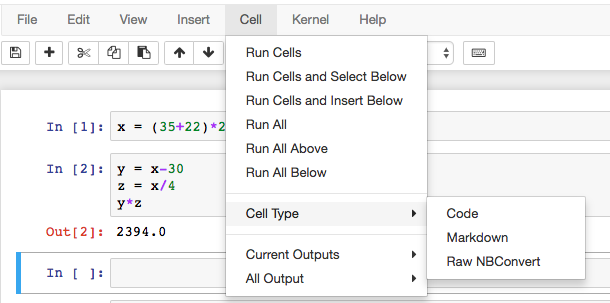 File Edit View Insert Cell Kernel Help
Run Cells
Run Cells and Select Below
Run Cells and Insert Below
Run All
Run All Above
Run All Below
Cell Type
Code
Markdown
Raw NBConvert
Current Outputs
All Output
In [1]: x = (35+22)*2
In [2]: y = x-30
z = x/4
y*z
Out[2]: 2394.0
In [ ]: